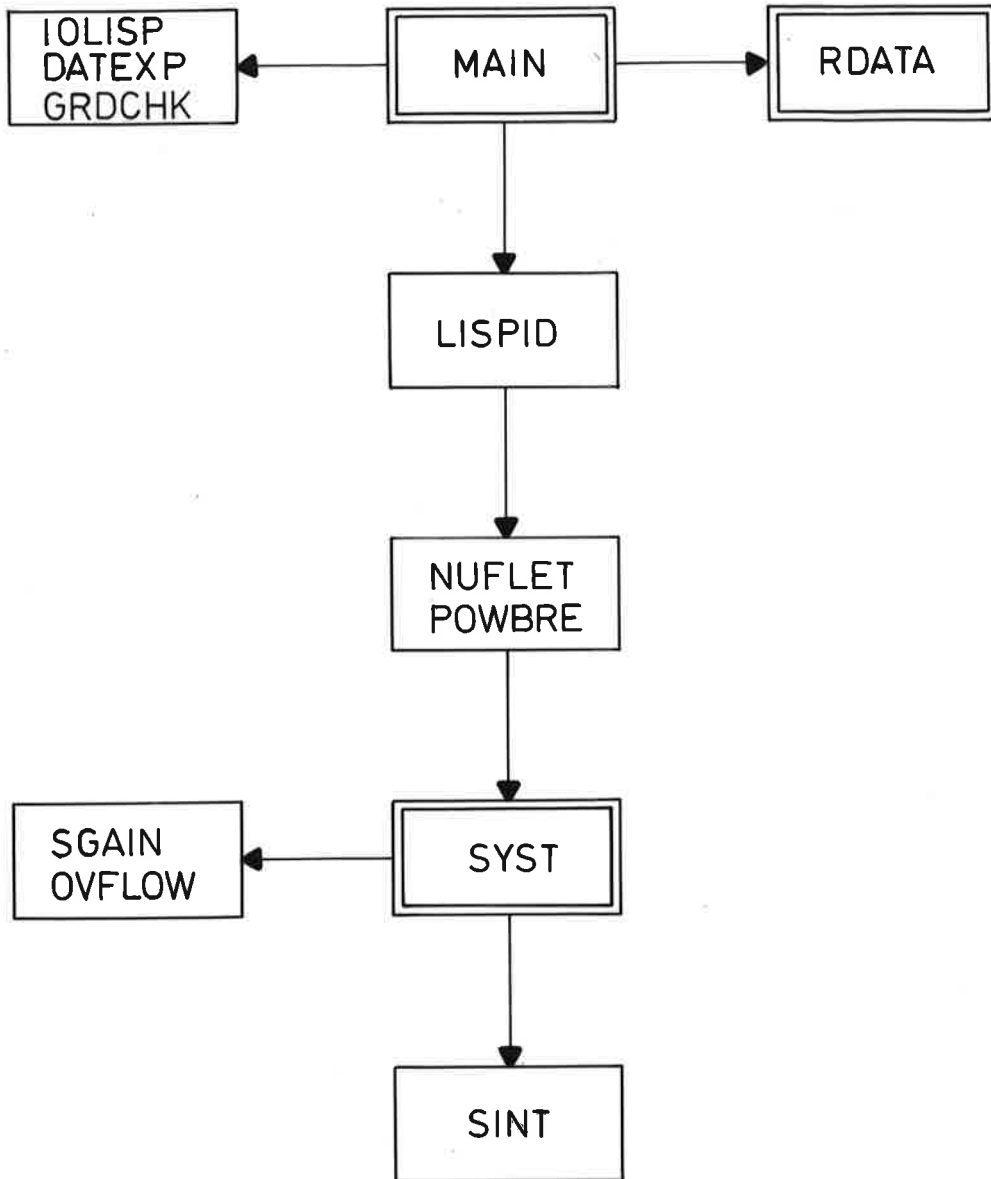 IOLISP
DATEXP
GRDCHK
MAIN
RDATA
LISPID
NUFLET
POWBRE
SGAIN
OVFLOW
SYST
SINT